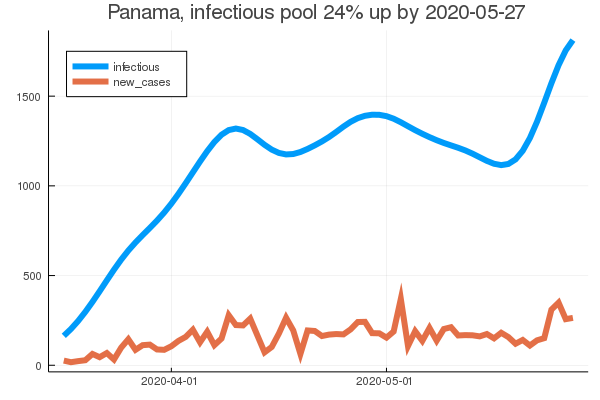 Panama, infectious pool 24% up by 2020-05-27
infectious
new_cases
1500
1000
500
0
2020-04-01
2020-05-01